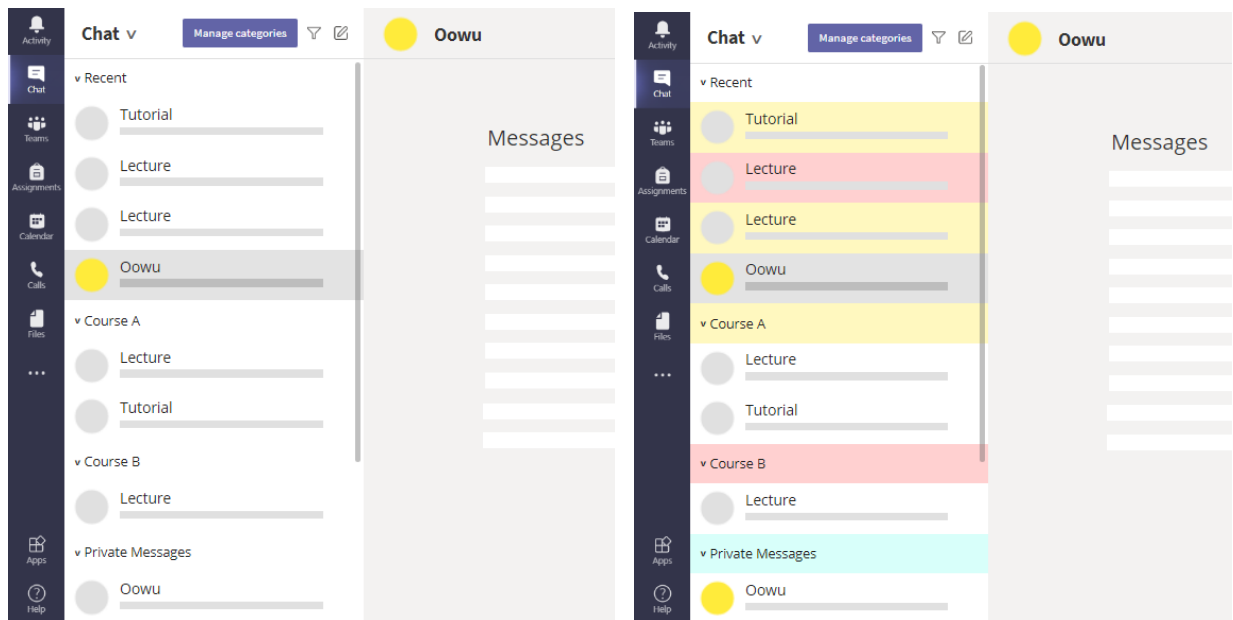 Activity
Chat
Teams
Assignments
Calendar
Calls
Files
Apps
Help
Chat
Manage categories
Recent
Tutorial
Lecture
Lecture
Oowu
Course A
Lecture
Tutorial
Course B
Lecture
Private Messages
Oowu
Oowu
Messages
Activity
Chat
Teams
Assignments
Calendar
Calls
Files
Apps
Help
Chat
Manage categories
Recent
Tutorial
Lecture
Lecture
Oowu
Course A
Lecture
Tutorial
Course B
Lecture
Private Messages
Oowu
Oowu
Messages